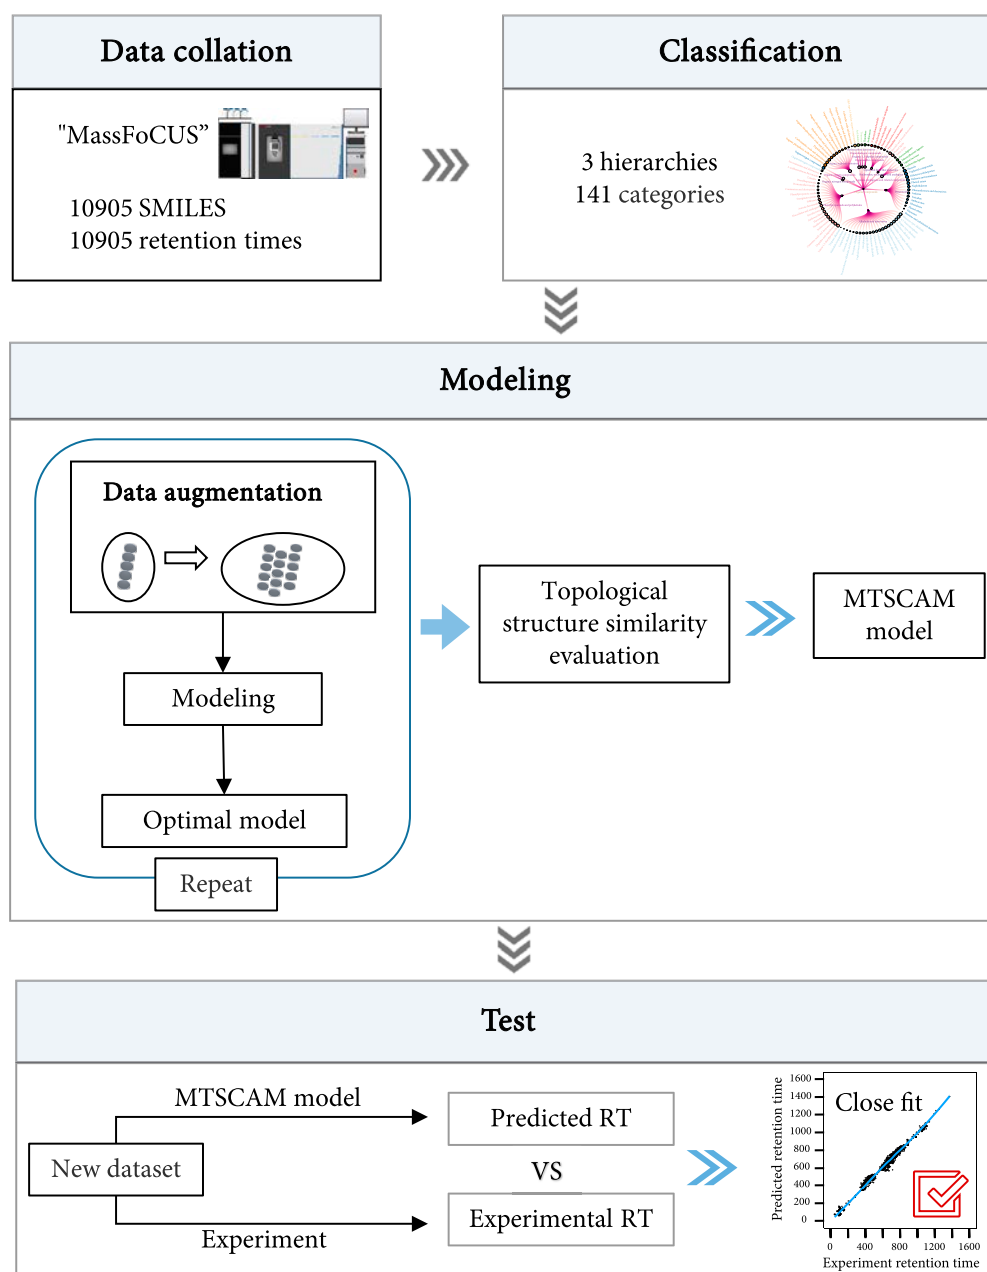 Data collation
"MassFoCUS”
10905 SMILES
10905 retention times
Classification
3 hierarchies
141 categories
Modeling
Data augmentation
Modeling
Optimal model
Repeat
Topological
structure similarity
evaluation
MTSCAM
model
Test
New dataset
MTSCAM model
Experiment
Predicted RT
VS
Experimental RT
Close fit
Predicted retention time
1600
1400
1200
1000
800
600
400
200
0
0 400 800 1200 1600
Experiment retention time